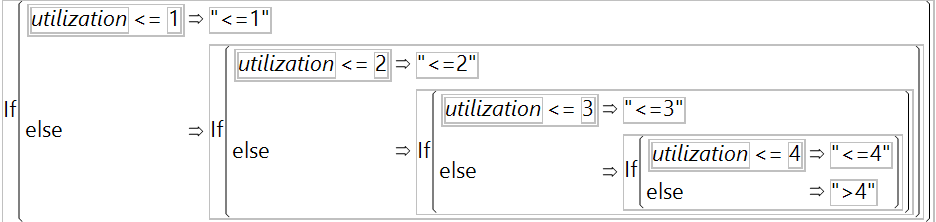 utilization <= 1 ⇒ "<=1"
utilization <= 2 ⇒ "<=2"
utilization <= 3 ⇒ "<=3"
If else ⇒ If else ⇒ If else ⇒ If utilization <= 4 ⇒ "<=4"
else ⇒ ">4"